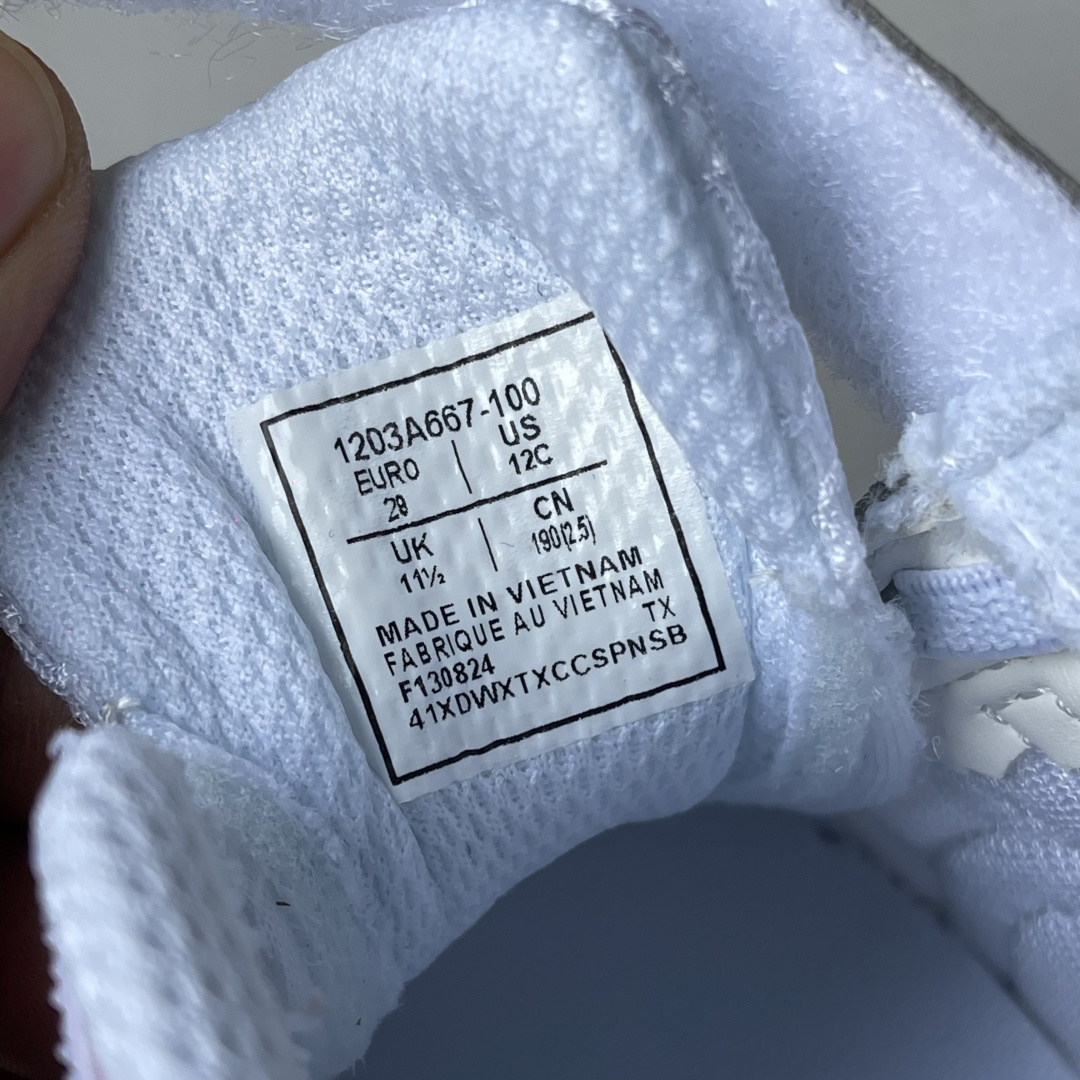 1203A667-100
EURO | US
29 12C
UK | CN
11½ 190(2.5)
MADE IN VIETNAM
FABRIQUE AU VIETNAM
F130824 TX
41XDWXTXCCSPNSB